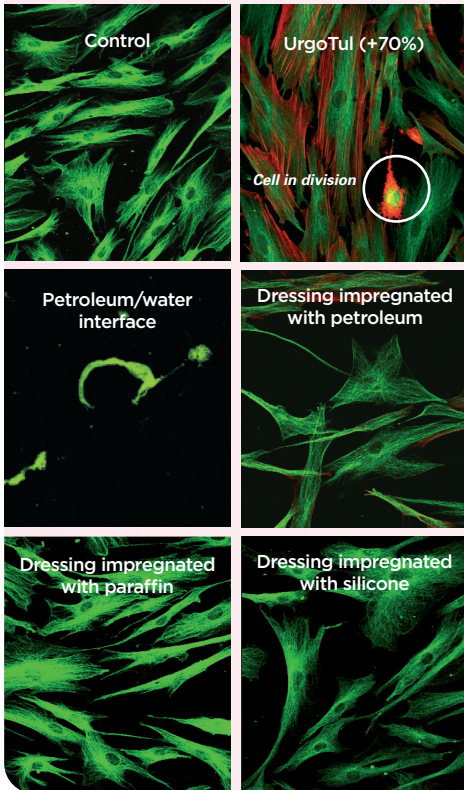 Control
UrgoTul (+70%)
Cell in division
Petroleum/water
interface
Dressing impregnated
with petroleum
Dressing impregnated
with paraffin
Dressing impregnated
with silicone